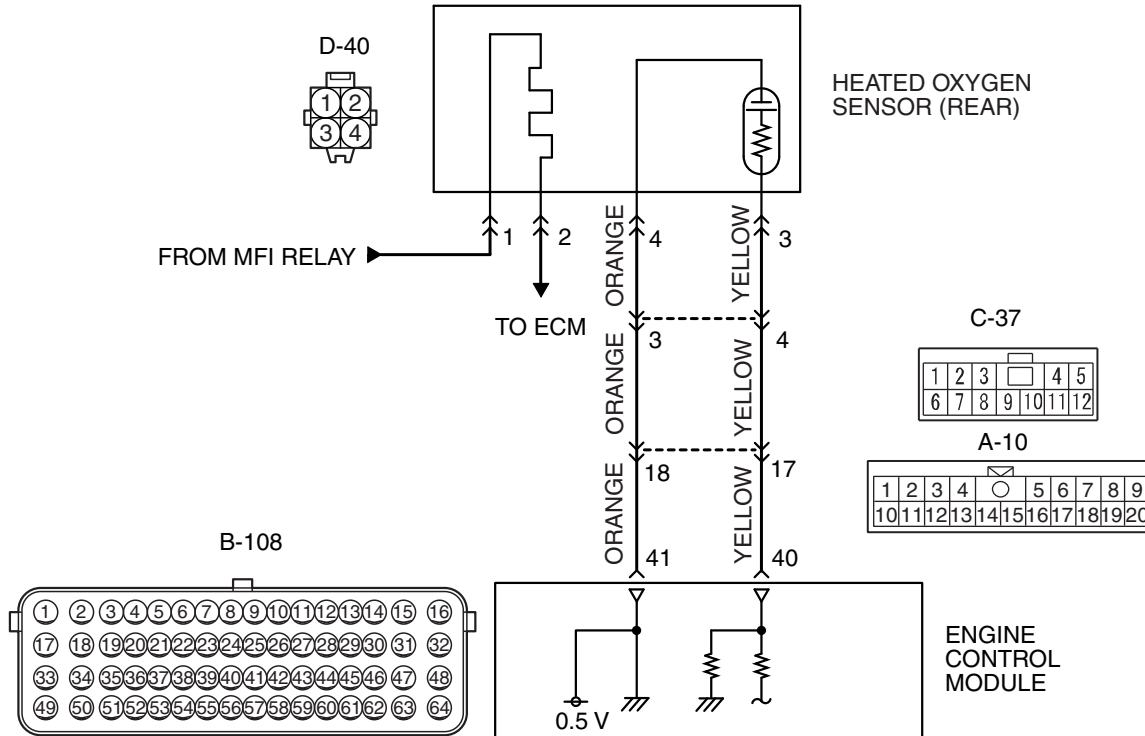 D-40
1 2
3 4
HEATED OXYGEN
SENSOR (REAR)
1
2
4
3
FROM MFI RELAY
ORANGE
YELLOW
TO ECM
3
4
ORANGE
YELLOW
C-37
1 2 3 4 5
6 7 8 9 10 11 12
18
17
ORANGE
YELLOW
A-10
1 2 3 4 5 6 7 8 9
10 11 12 13 14 15 16 17 18 19 20
41
40
B-108
1 2 3 4 5 6 7 8 9 10 11 12 13 14 15 16
17 18 19 20 21 22 23 24 25 26 27 28 29 30 31 32
33 34 35 36 37 38 39 40 41 42 43 44 45 46 47 48
49 50 51 52 53 54 55 56 57 58 59 60 61 62 63 64
0.5 V
ENGINE
CONTROL
MODULE